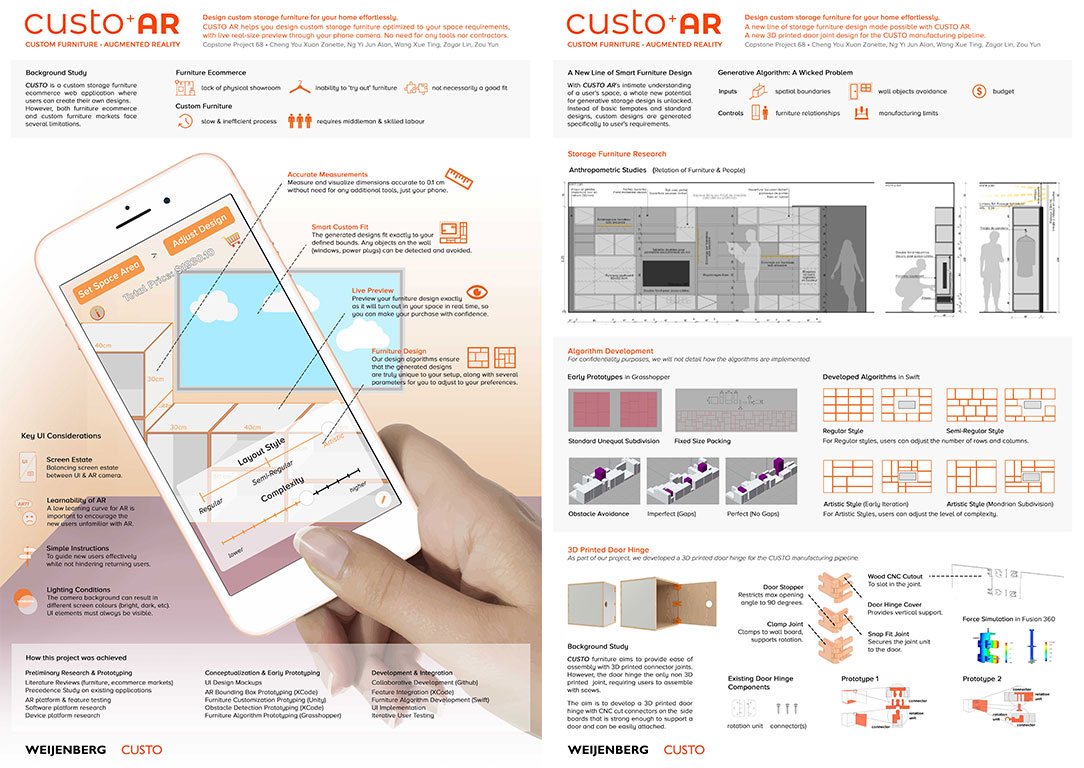 custo+AR
CUSTOM FURNITURE • AUGMENTED REALITY
Design custom storage furniture for your home effortlessly.
CUSTO AR helps you design custom storage furniture optimized to your space requirements,
with live real-size preview through your phone camera. No need for any tools nor contractors.
Capstone Project 68 • Cheng You Xuan Zanette, Ng Yi Jun Alan, Wang Xue Ting, Zayar Lin, Zou Yun
Background Study
CUSTO is a custom storage furniture
ecommerce web application where
users can create their own designs.
However, both furniture ecommerce
and custom furniture markets face
several limitations.
Furniture Ecommerce
lack of physical showroom
inability to 'try out' furniture
not necessarily a good fit
Custom Furniture
slow & inefficient process
requires middleman & skilled labour
Accurate Measurements
Measure and visualize dimensions accurate to 0.1 cm
without need for any additional tools, just your phone.
Smart Custom Fit
The generated designs fit exactly to your
defined bounds. Any objects on the wall
(windows, power plugs) can be detected and avoided.
Live Preview
Preview your furniture design exactly
as it will turn out in your space in real time, so
you can make your purchase with confidence.
Furniture Design
Our design algorithms ensure
that the generated designs
are truly unique to your setup, along with several
parameters for you to adjust to your preferences.
Set Space Area
>
Adjust Design
Total Price: $1930.10
40cm
30cm
30cm
40cm
Layout Style
Regular
Semi-Regular
Artistic
Complexity
lower
higher
Key UI Considerations
Screen Estate
Balancing screen estate
between UI & AR camera.
AR?!
Learnability of AR
A low learning curve for AR is
important to encourage the
new users unfamiliar with AR.
Simple Instructions
To guide new users effectively
while not hindering returning users.
Lighting Conditions
The camera background can result in
different screen colours (bright, dark, etc).
UI elements must always be visible.
How this project was achieved
Preliminary Research & Prototyping
Literature Reviews (furniture, ecommerce markets)
Precedence Study on existing applications
AR platform & feature testing
Software platform research
Device platform research
Conceptualization & Early Prototyping
UI Design Mockups
AR Bounding Box Prototyping (XCode)
Furniture Customization Protyping (Unity)
Obstacle Detection Prototyping (XCode)
Furniture Algorithm Prototyping (Grasshopper)
Development & Integration
Collaborative Development (Github)
Feature Integration (XCode)
Furniture Algorithm Development (Swift)
UI Implementation
Iterative User Testing
WEIJENBERG CUSTO
custo+AR
CUSTOM FURNITURE • AUGMENTED REALITY
Design custom storage furniture for your home effortlessly.
A new line of storage furniture design made possible with CUSTO AR.
A new 3D printed door joint design for the CUSTO manufacturing pipeline.
Capstone Project 68 • Cheng You Xuan Zanette, Ng Yi Jun Alan, Wang Xue Ting, Zayar Lin, Zou Yun
A New Line of Smart Furniture Design
With CUSTO AR's intimate understanding
of a user's space, a whole new potential
for generative storage design is unlocked.
Instead of basic tempates and standard
designs, custom designs are generated
specifically to user's requirements.
Generative Algorithm: A Wicked Problem
Inputs
spatial boundaries
wall objects avoidance
budget
Controls
furniture relationships
manufacturing limits
Storage Furniture Research
Anthropometric Studies (Relation of Furniture & People)
Algorithm Development
For confidentiality purposes, we will not detail how the algorithms are implemented.
Early Prototypes in Grasshopper
Standard Unequal Subdivision
Fixed Size Packing
Obstacle Avoidance
Imperfect (Gaps)
Perfect (No Gaps)
Developed Algorithms in Swift
Regular Style
Semi-Regular Style
For Regular styles, users can adjust the number of rows and columns.
Artistic Style (Early Iteration)
Artistic Style (Mondrian Subdivision)
For Artistic Styles, users can adjust the level of complexity.
3D Printed Door Hinge
As part of our project, we developed a 3D printed door hinge for the CUSTO manufacturing pipeline.
Background Study
CUSTO furniture aims to provide ease of
assembly with 3D printed connector joints.
However, the door hinge the only non 3D
printed joint, requiring users to assemble
with scews.
The aim is to develop a 3D printed door
hinge with CNC cut connectors on the side
boards that is strong enough to support a
door and can be easily attached.
Door Stopper
Restricts max opening
angle to 90 degrees.
Clamp Joint
Clamps to wall board,
supports rotation.
Wood CNC Cutout
To slot in the joint.
Door Hinge Cover
Provides vertical support.
Snap Fit Joint
Secures the joint unit
to the door.
Force Simulation in Fusion 360
Existing Door Hinge
Components
rotation unit
connector(s)
Prototype 1
connector
rotation
unit
connector
Prototype 2
connector
rotation
unit
rotation
unit
connector
WEIJENBERG CUSTO